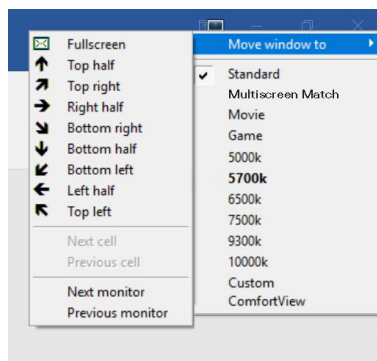 Fullscreen
Top half
Top right
Right half
Bottom right
Bottom half
Bottom left
Left half
Top left
Next cell
Previous cell
Next monitor
Previous monitor
Move window to
Standard
Multiscreen Match
Movie
Game
5000k
5700k
6500k
7500k
9300k
10000k
Custom
ComfortView